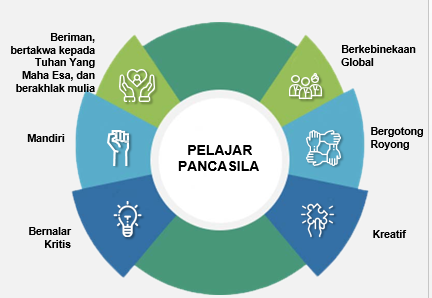 Beriman,
bertakwa kepada
Tuhan Yang
Maha Esa, dan
berakhlak mulia
Berkebinekaan
Global
Mandiri
PELAJAR
PANCASILA
Bergotong
Royong
Bernalar
Kritis
Kreatif